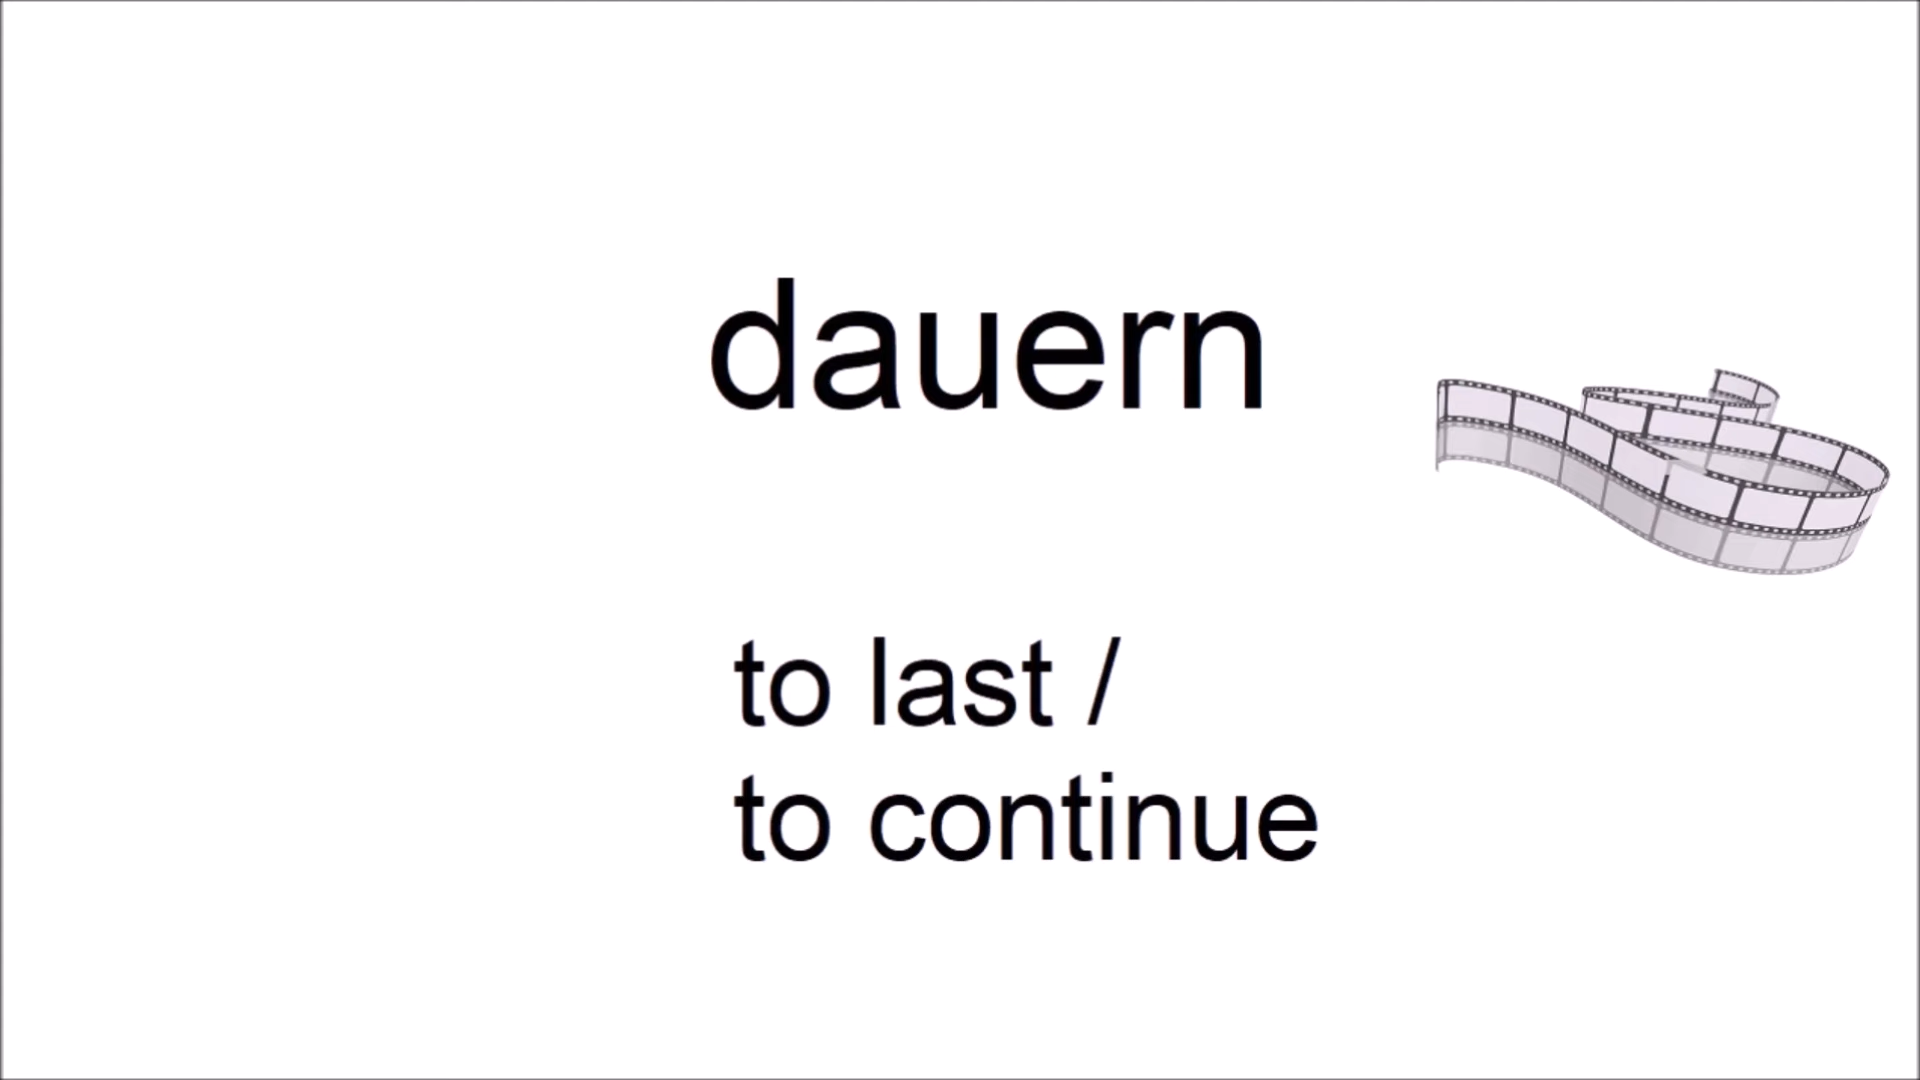 dauern
to last /
to continue